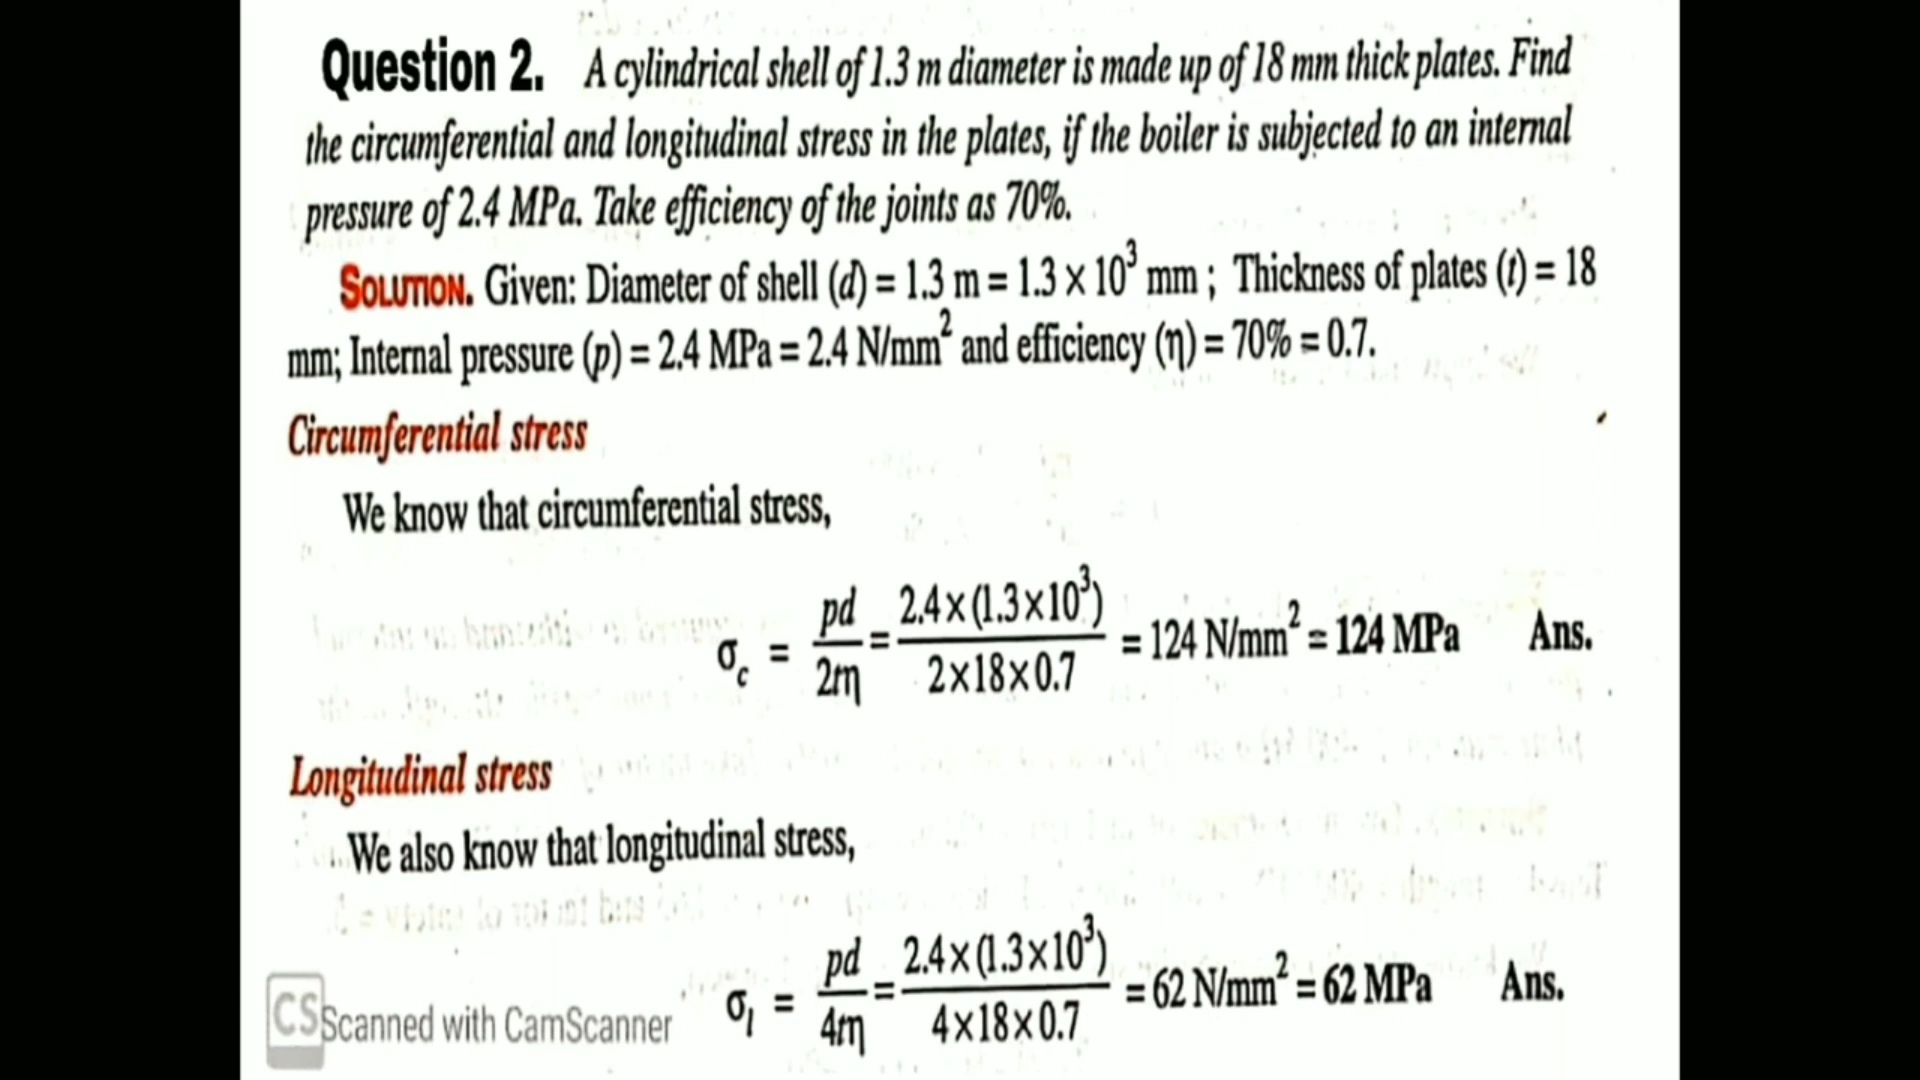 Question 2. A cylindrical shell of 1.3 m diameter is made up of 18 mm thick plates. Find
the circumferential and longitudinal stress in the plates, if the boiler is subjected to an internal
pressure of 2.4 MPa. Take efficiency of the joints as 70%.
SOLUTION. Given: Diameter of shell (d) = 1.3 m = 1.3 × 10³ mm ; Thickness of plates (t) = 18
mm; Internal pressure (p) = 2.4 MPa = 2.4 N/mm² and efficiency (η) = 70% = 0.7.
Circumferential stress
We know that circumferential stress,
σc = pd/2tη = 2.4×(1.3×10³)/2×18×0.7 = 124 N/mm² = 124 MPa Ans.
Longitudinal stress
We also know that longitudinal stress,
σl = pd/4tη = 2.4×(1.3×10³)/4×18×0.7 = 62 N/mm² = 62 MPa Ans.
CS Scanned with CamScanner